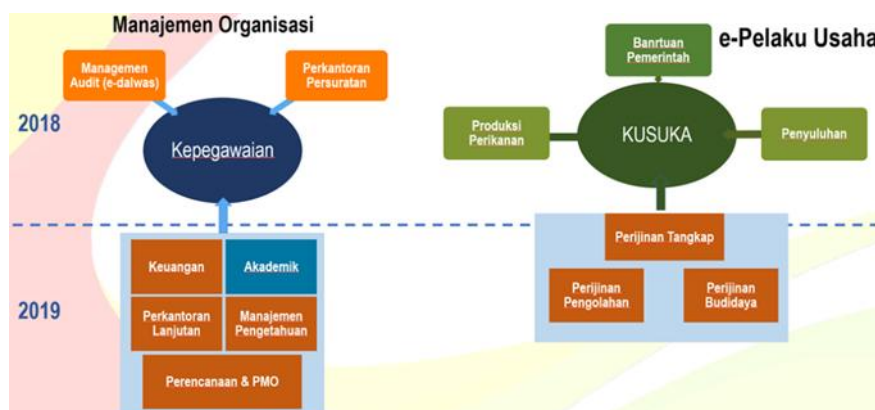 Manajemen Organisasi
e-Pelaku Usaha
Managemen
Audit (e-dalwas)
Perkantoran
Persuratan
Banrtuan
Pemerintah
2018
Kepegawaian
Produksi
Perikanan
KUSUKA
Penyuluhan
2019
Keuangan
Akademik
Perkantoran
Lanjutan
Manajemen
Pengetahuan
Perencanaan & PMO
Perijinan Tangkap
Perijinan
Pengolahan
Perijinan
Budidaya